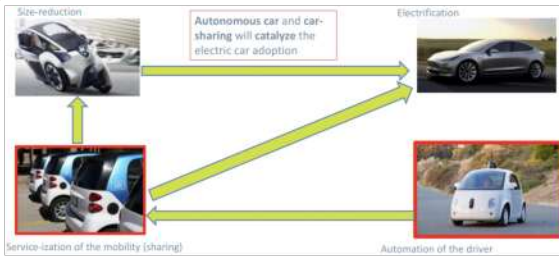 Size-reduction
Autonomous car and car-
sharing will catalyze the
electric car adoption
Electrification
Service-ization of the mobility (sharing)
Automation of the driver